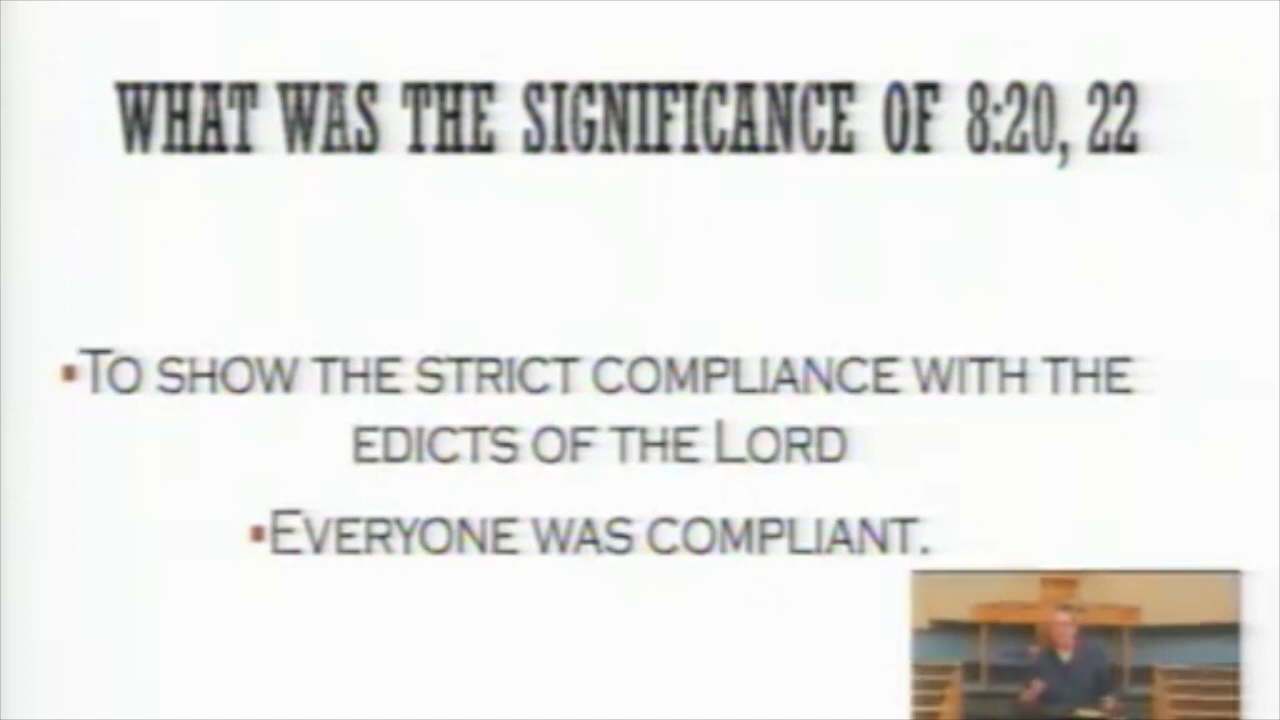 WHAT WAS THE SIGNIFICANCE OF 8:20, 22
▪TO SHOW THE STRICT COMPLIANCE WITH THE
EDICTS OF THE LORD
▪EVERYONE WAS COMPLIANT.